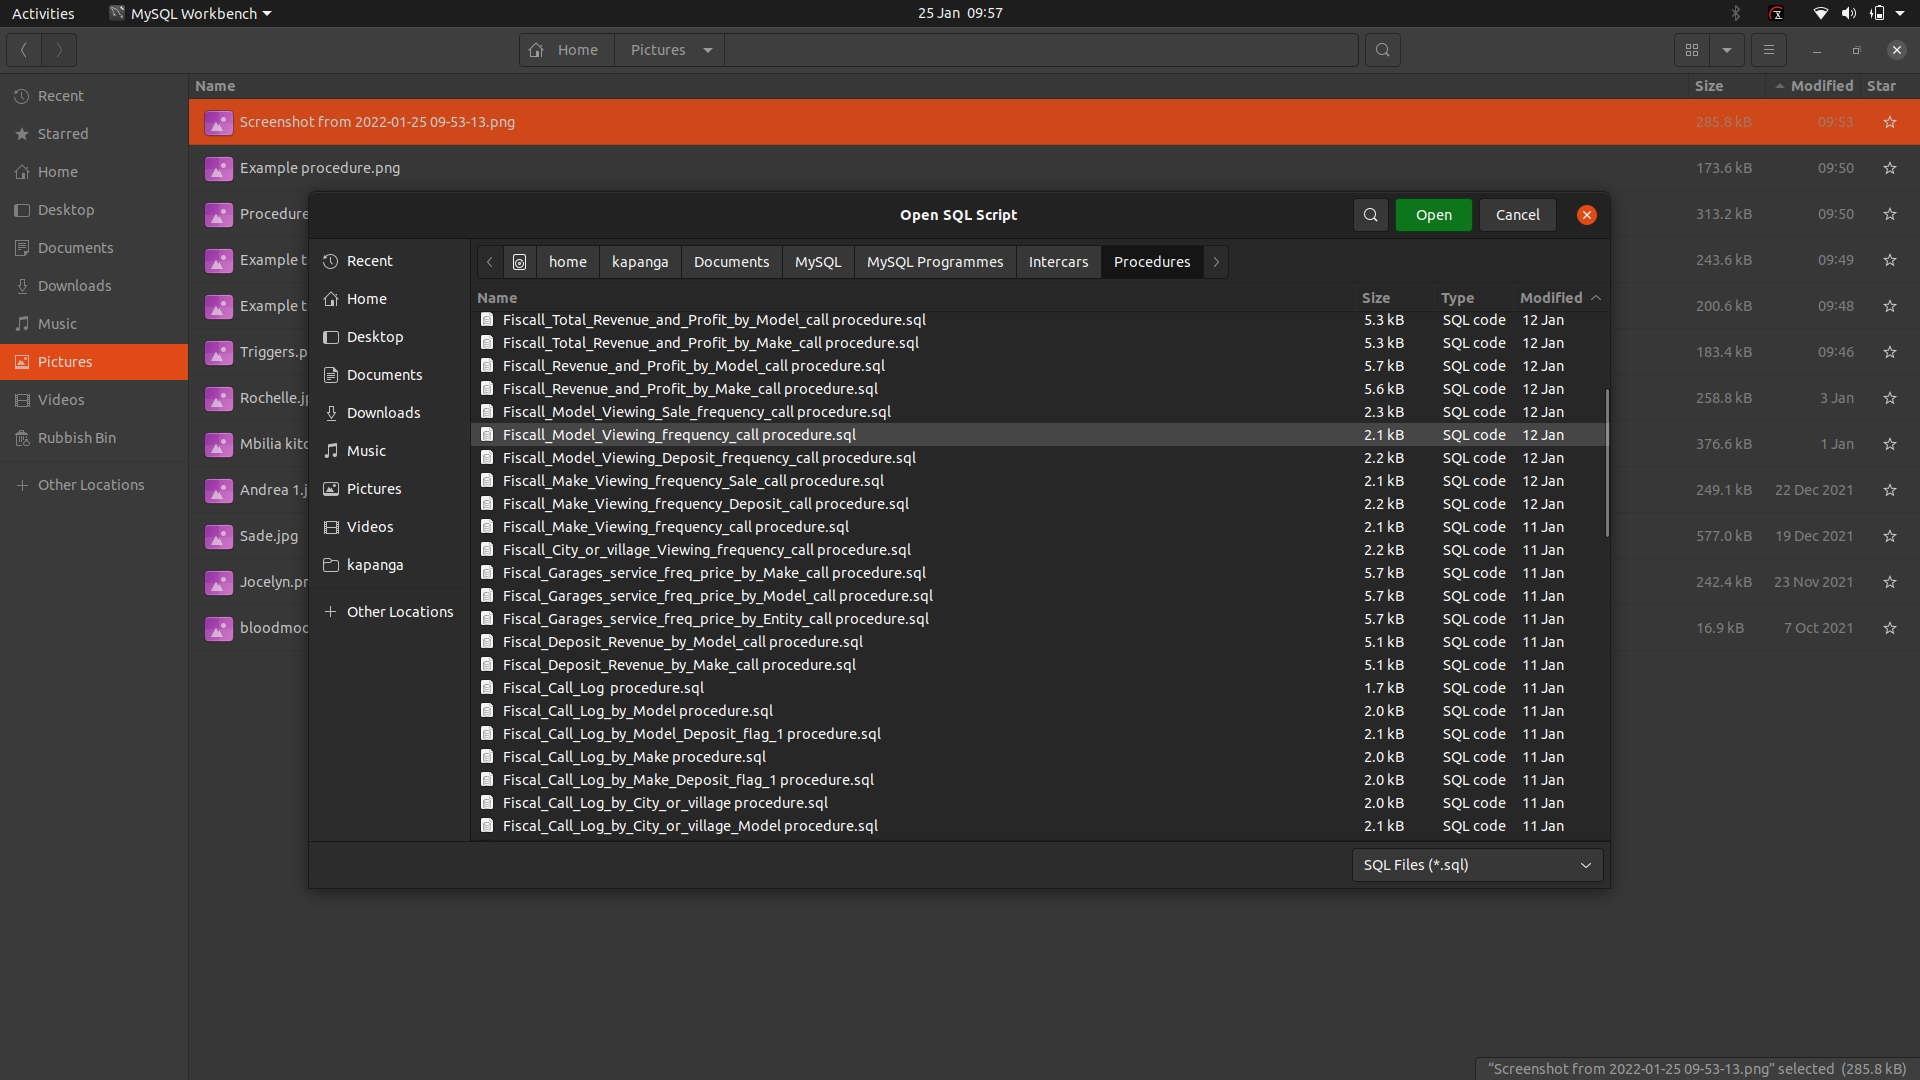 Activities MySQL Workbench 25 Jan 09:57
Home Pictures
Name Size Modified Star
Recent
Starred
Home
Desktop
Documents
Downloads
Music
Pictures
Videos
Rubbish Bin
Other Locations
Screenshot from 2022-01-25 09-53-13.png 285.8 kB 09:53
Example procedure.png 173.6 kB 09:50
Procedure 313.2 kB 09:50
Example t 243.6 kB 09:49
Example t 200.6 kB 09:48
Triggers.p 183.4 kB 09:46
Rochelle.j 258.8 kB 3 Jan
Mbilia kito 376.6 kB 1 Jan
Andrea 1.j 249.1 kB 22 Dec 2021
Sade.jpg 577.0 kB 19 Dec 2021
Jocelyn.pr 242.4 kB 23 Nov 2021
bloodmoo 16.9 kB 7 Oct 2021
Open SQL Script Open Cancel
Recent
Home
Desktop
Documents
Downloads
Music
Pictures
Videos
kapanga
Other Locations
home kapanga Documents MySQL MySQL Programmes Intercars Procedures
Name Size Type Modified
Fiscall_Total_Revenue_and_Profit_by_Model_call procedure.sql 5.3 kB SQL code 12 Jan
Fiscall_Total_Revenue_and_Profit_by_Make_call procedure.sql 5.3 kB SQL code 12 Jan
Fiscall_Revenue_and_Profit_by_Model_call procedure.sql 5.7 kB SQL code 12 Jan
Fiscall_Revenue_and_Profit_by_Make_call procedure.sql 5.6 kB SQL code 12 Jan
Fiscall_Model_Viewing_Sale_frequency_call procedure.sql 2.3 kB SQL code 12 Jan
Fiscall_Model_Viewing_frequency_call procedure.sql 2.1 kB SQL code 12 Jan
Fiscall_Model_Viewing_Deposit_frequency_call procedure.sql 2.2 kB SQL code 12 Jan
Fiscall_Make_Viewing_frequency_Sale_call procedure.sql 2.1 kB SQL code 12 Jan
Fiscall_Make_Viewing_frequency_Deposit_call procedure.sql 2.2 kB SQL code 12 Jan
Fiscall_Make_Viewing_frequency_call procedure.sql 2.1 kB SQL code 11 Jan
Fiscall_City_or_village_Viewing_frequency_call procedure.sql 2.2 kB SQL code 11 Jan
Fiscal_Garages_service_freq_price_by_Make_call procedure.sql 5.7 kB SQL code 11 Jan
Fiscal_Garages_service_freq_price_by_Model_call procedure.sql 5.7 kB SQL code 11 Jan
Fiscal_Garages_service_freq_price_by_Entity_call procedure.sql 5.7 kB SQL code 11 Jan
Fiscal_Deposit_Revenue_by_Model_call procedure.sql 5.1 kB SQL code 11 Jan
Fiscal_Deposit_Revenue_by_Make_call procedure.sql 5.1 kB SQL code 11 Jan
Fiscal_Call_Log procedure.sql 1.7 kB SQL code 11 Jan
Fiscal_Call_Log_by_Model procedure.sql 2.0 kB SQL code 11 Jan
Fiscal_Call_Log_by_Model_Deposit_flag_1 procedure.sql 2.1 kB SQL code 11 Jan
Fiscal_Call_Log_by_Make procedure.sql 2.0 kB SQL code 11 Jan
Fiscal_Call_Log_by_Make_Deposit_flag_1 procedure.sql 2.0 kB SQL code 11 Jan
Fiscal_Call_Log_by_City_or_village procedure.sql 2.0 kB SQL code 11 Jan
Fiscal_Call_Log_by_City_or_village_Model procedure.sql 2.1 kB SQL code 11 Jan
SQL Files (*.sql)
"Screenshot from 2022-01-25 09-53-13.png" selected (285.8 kB)